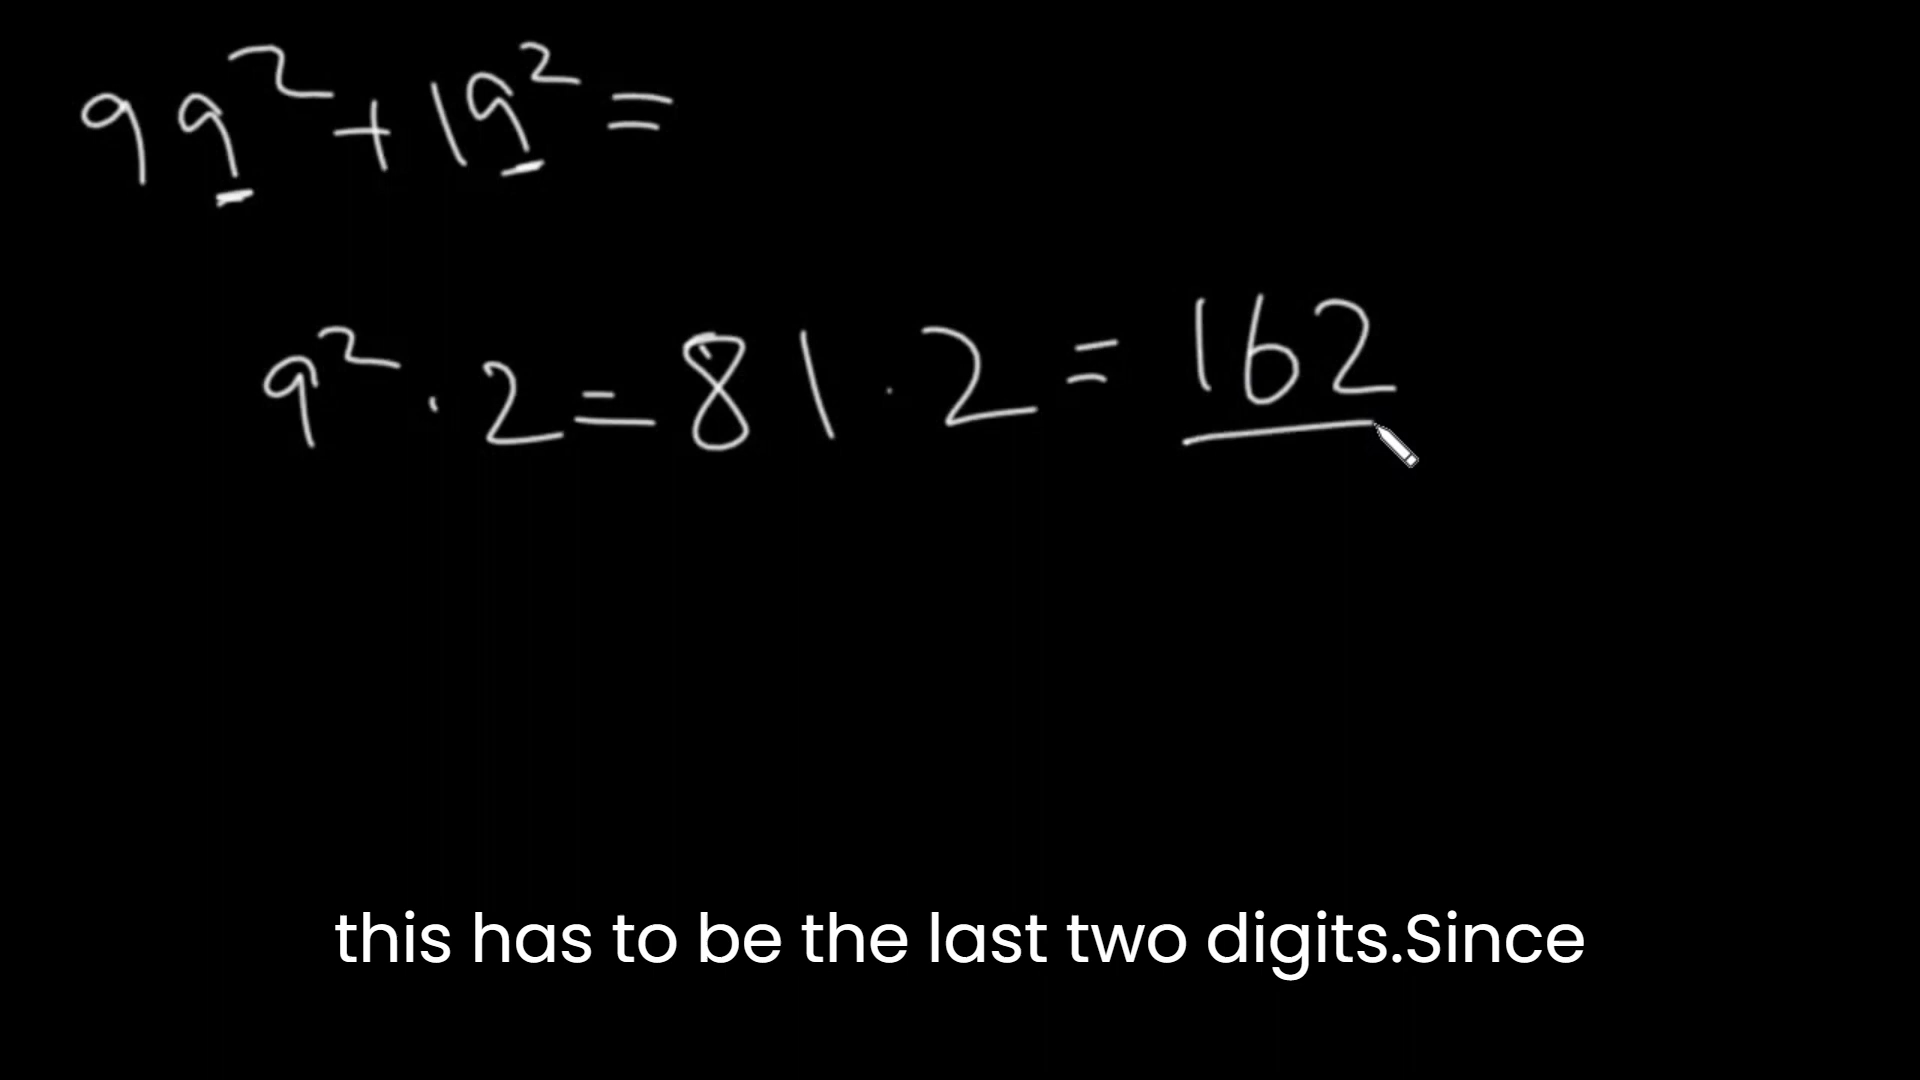 99²+19²=
9²·2=81·2=162
this has to be the last two digits.Since